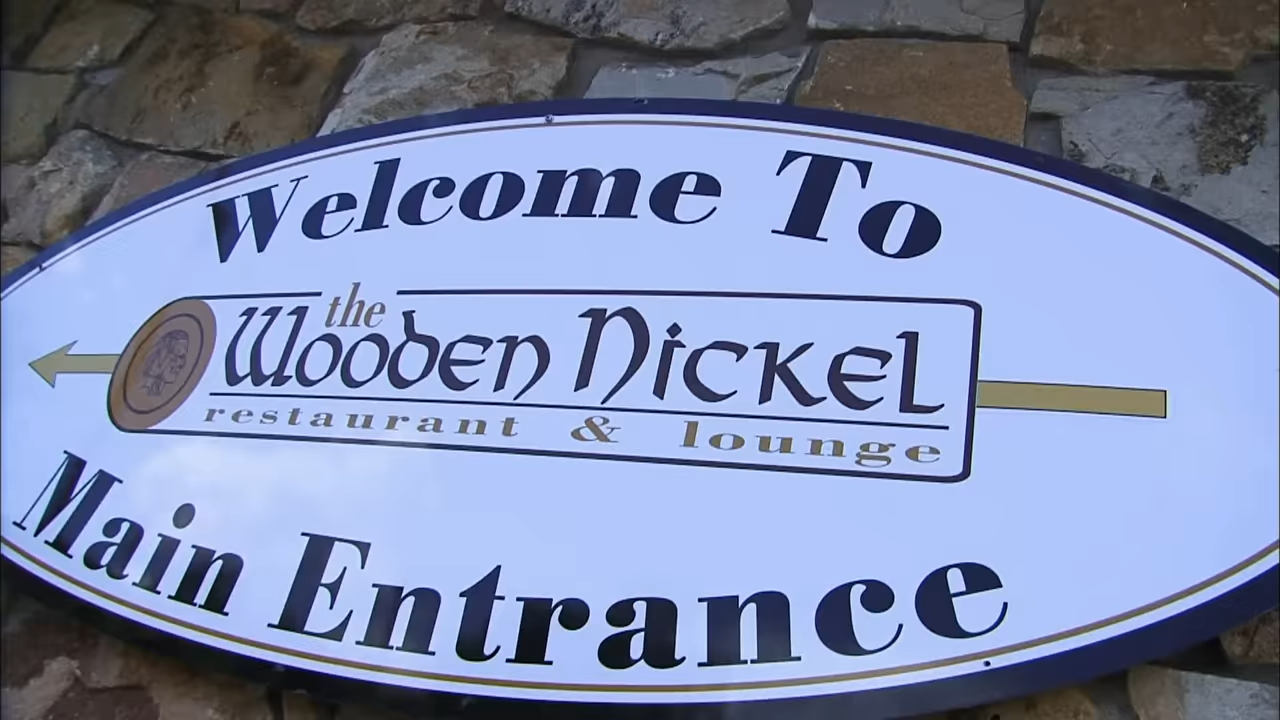 Welcome To
the
Wooden Nickel
restaurant & lounge
Main Entrance